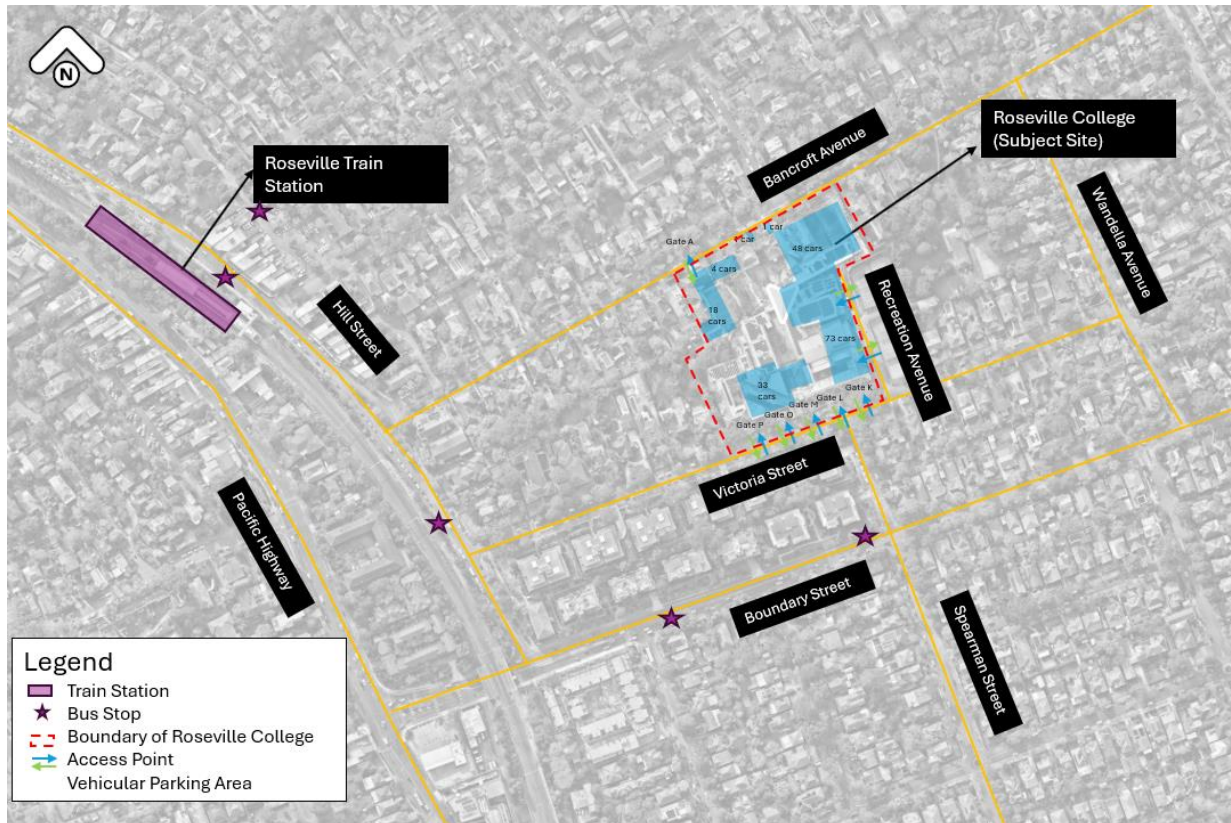 N
Roseville Train
Station
Roseville College
(Subject Site)
Bancroft Avenue
Wandella Avenue
Recreation Avenue
Hill Street
Pacific Highway
Victoria Street
Boundary Street
Spearman Street
Gate A
1 car
car
48 cars
4 cars
18
cars
73 cars
33
cars
Gate K
Gate L
Gate M
Gate O
Gate P
Legend
Train Station
Bus Stop
Boundary of Roseville College
Access Point
Vehicular Parking Area